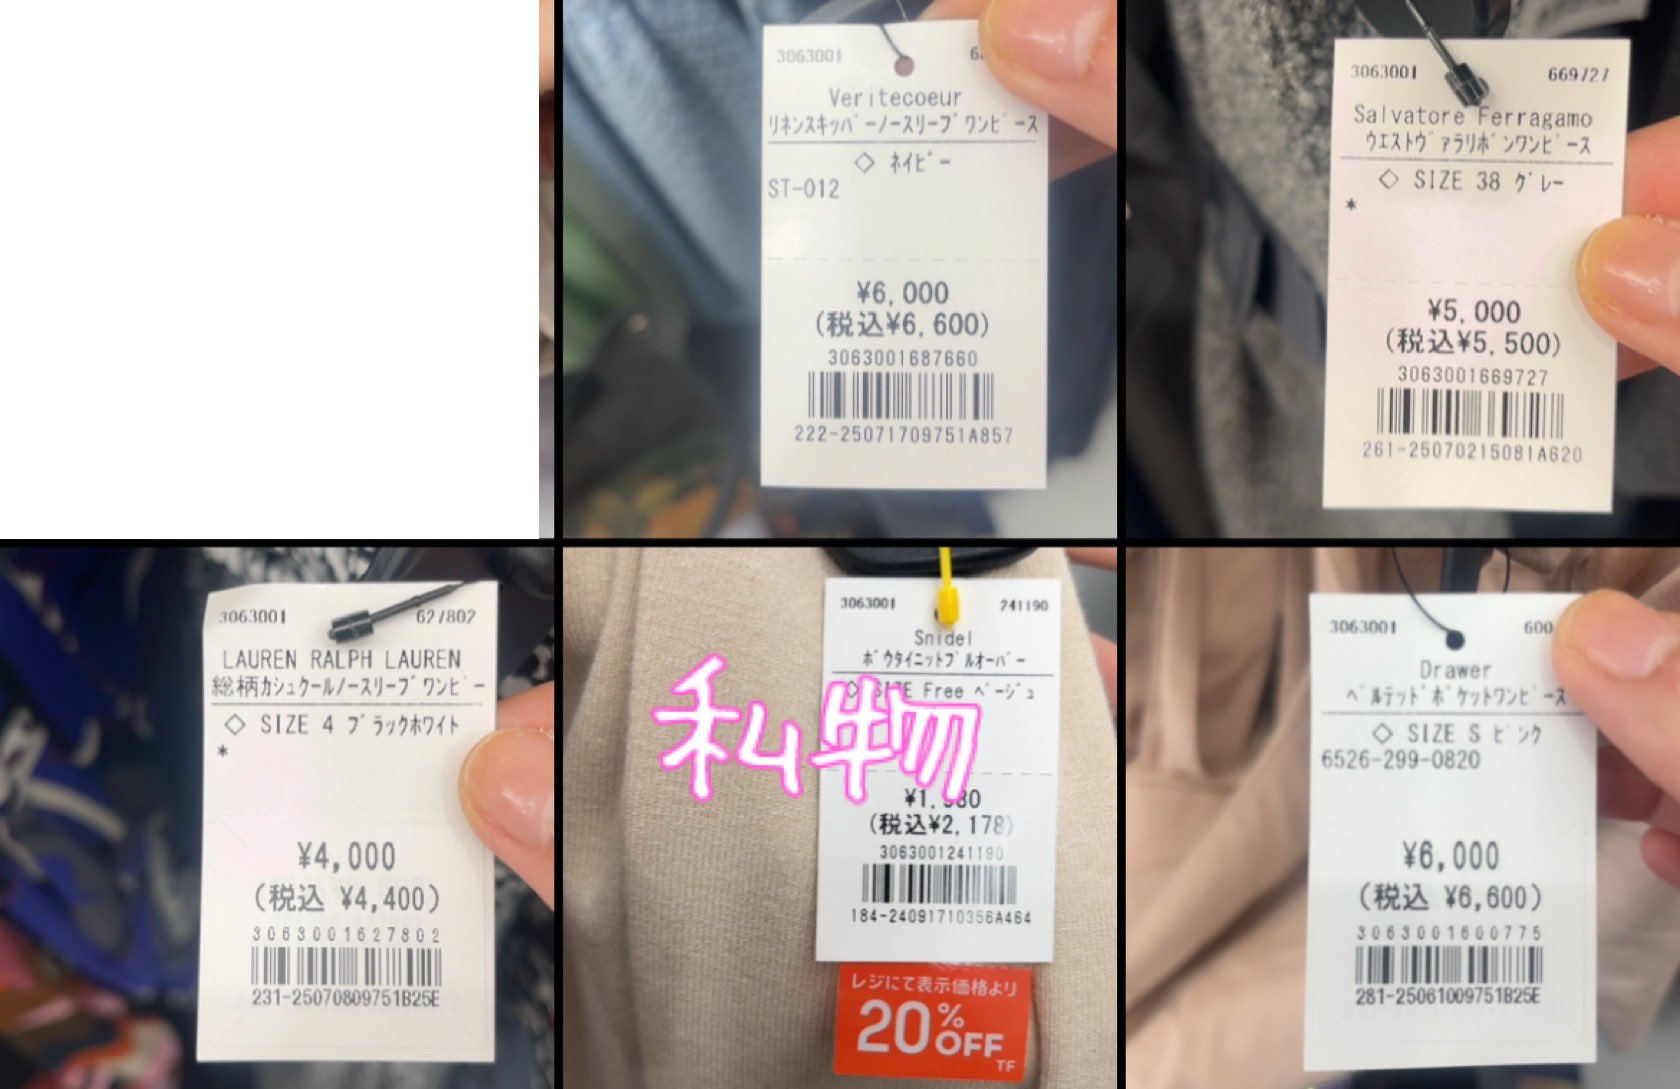 3063001
Veritecoeur
リネンスキッパーノースリーブワンピース
◇ ネイビー
ST-012
¥6,000
(税込¥6,600)
3063001687660
222-25071709751A857
3063001 669727
Salvatore Ferragamo
ウエストヴァラリボンワンピース
◇ SIZE 38 グレー
*
¥5,000
(税込¥5,500)
3063001669727
261-25070215081A620
3063001 627802
LAUREN RALPH LAUREN
総柄カシュクールノースリーブワンピー
◇ SIZE 4 ブラックホワイト
*
¥4,000
(税込 ¥4,400)
3063001627802
231-25070809751B25E
3063001 241190
Snidel
ボウタイニットプルオーバー
◇ SIZE Free ベージュ
私物
¥1,980
(税込¥2,178)
3063001241190
184-24091710356A464
レジにて表示価格より
20%OFF
TF
3063001 600
Drawer
ベルテッドポケットワンピース
◇ SIZE S ピンク
6526-299-0820
¥6,000
(税込 ¥6,600)
3063001600775
281-25061009751B25E